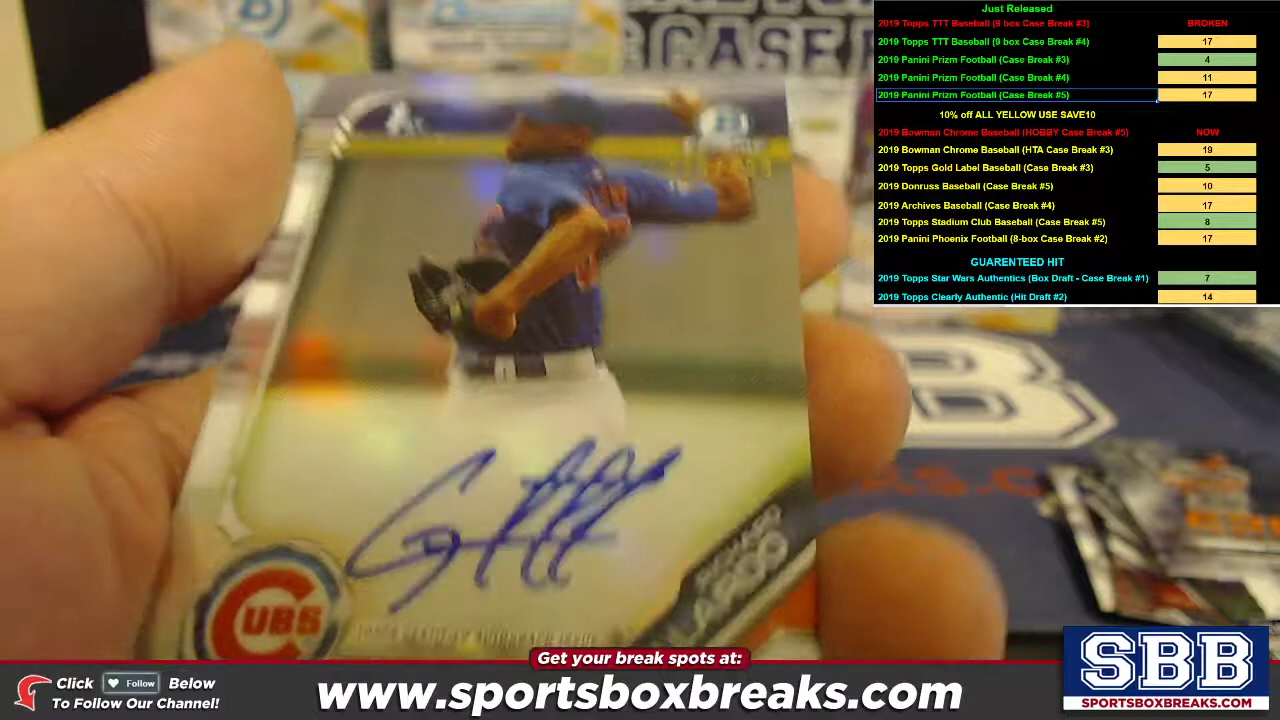 Just Released
2019 Topps TTT Baseball (9 box Case Break #3) BROKEN
2019 Topps TTT Baseball (9 box Case Break #4) 17
2019 Panini Prizm Football (Case Break #3) 4
2019 Panini Prizm Football (Case Break #4) 11
2019 Panini Prizm Football (Case Break #5) 17
10% off ALL YELLOW USE SAVE10
2019 Bowman Chrome Baseball (HOBBY Case Break #5) NOW
2019 Bowman Chrome Baseball (HTA Case Break #3) 19
2019 Topps Gold Label Baseball (Case Break #3) 5
2019 Donruss Baseball (Case Break #5) 10
2019 Archives Baseball (Case Break #4) 17
2019 Topps Stadium Club Baseball (Case Break #5) 8
2019 Panini Phoenix Football (8-box Case Break #2) 17
GUARENTEED HIT
2019 Topps Star Wars Authentics (Box Draft - Case Break #1) 7
2019 Topps Clearly Authentic (Hit Draft #2) 14
CASE
B
CUBS
Get your break spots at:
Click Follow Below
To Follow Our Channel!
www.sportsboxbreaks.com
SBB
SPORTSBOXBREAKS.COM